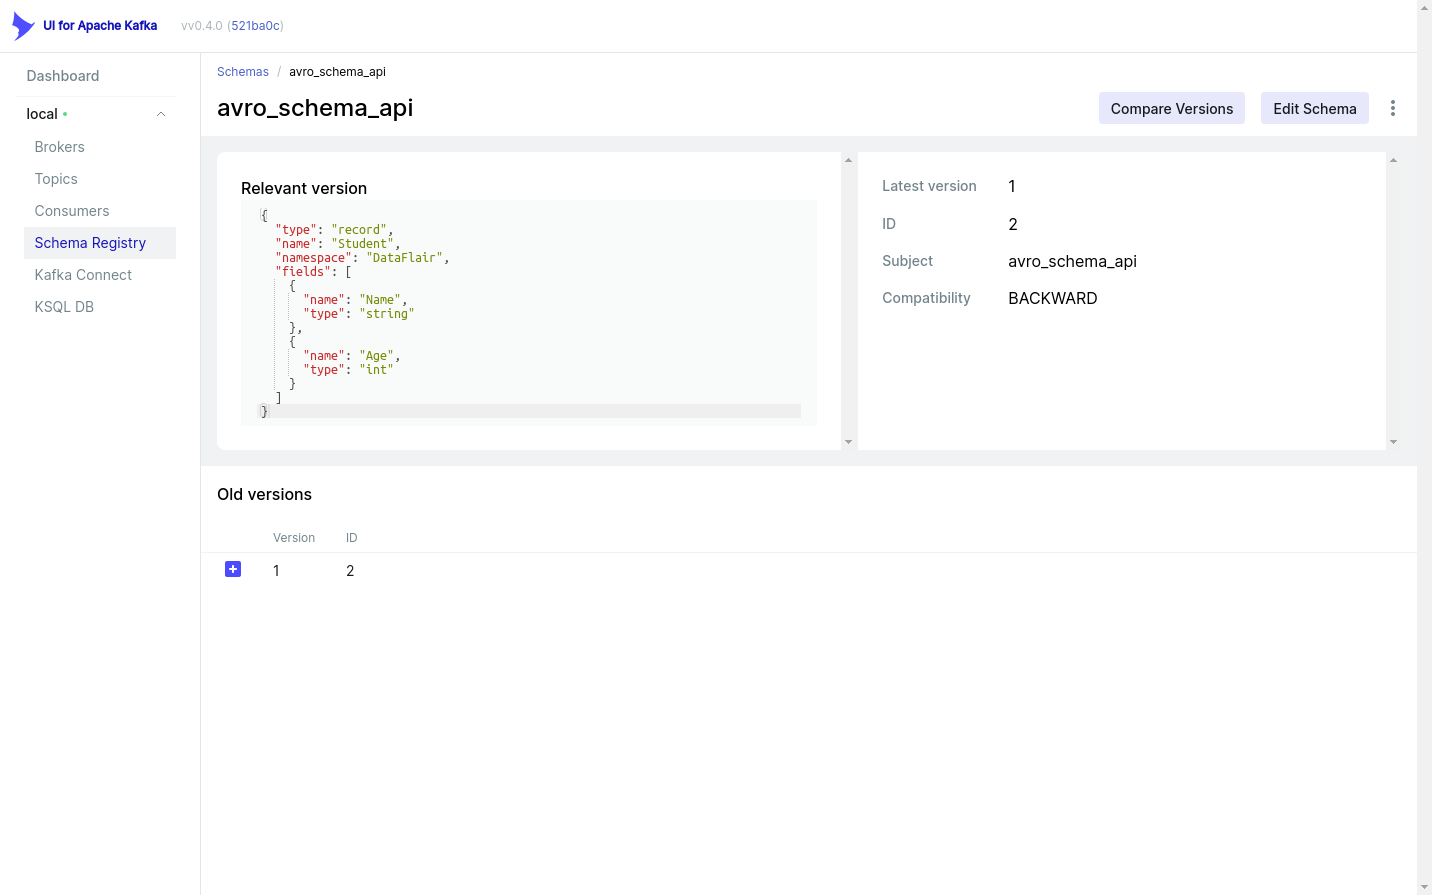 UI for Apache Kafka vv0.4.0 (521ba0c)
Dashboard
local
Brokers
Topics
Consumers
Schema Registry
Kafka Connect
KSQL DB
Schemas / avro_schema_api
avro_schema_api
Compare Versions
Edit Schema
Relevant version
{
"type": "record",
"name": "Student",
"namespace": "DataFlair",
"fields": [
{
"name": "Name",
"type": "string"
},
{
"name": "Age",
"type": "int"
}
]
}
Latest version 1
ID 2
Subject avro_schema_api
Compatibility BACKWARD
Old versions
Version ID
1 2